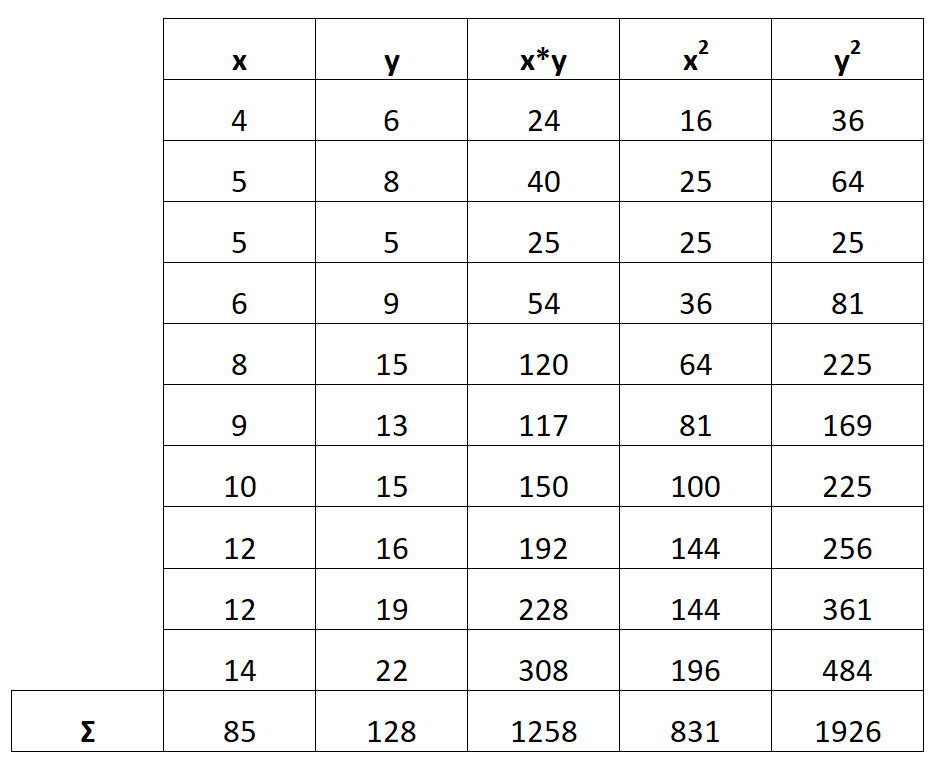 x y x*y x² y²
4 6 24 16 36
5 8 40 25 64
5 5 25 25 25
6 9 54 36 81
8 15 120 64 225
9 13 117 81 169
10 15 150 100 225
12 16 192 144 256
12 19 228 144 361
14 22 308 196 484
Σ 85 128 1258 831 1926